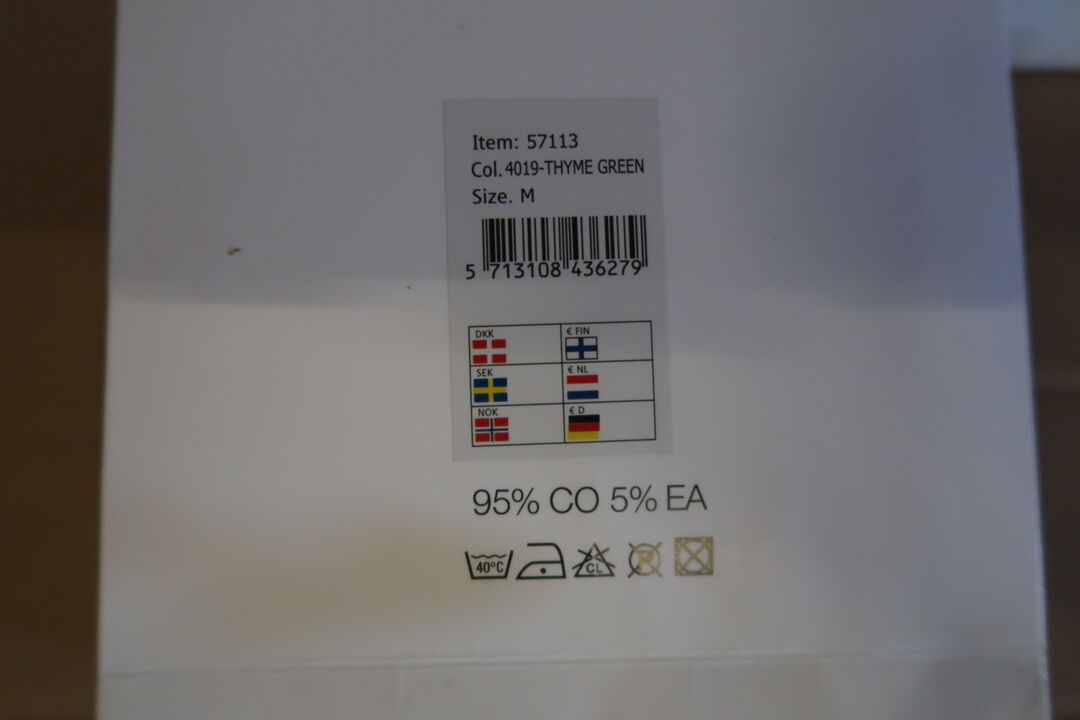 Item: 57113
Col. 4019-THYME GREEN
Size. M
5 713108 436279
DKK
€ FIN
SEK
€ NL
NOK
€ D
95% CO 5% EA
40°C
CL